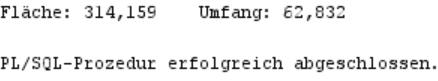 Fläche: 314,159    Umfang: 62,832
PL/SQL-Prozedur erfolgreich abgeschlossen.